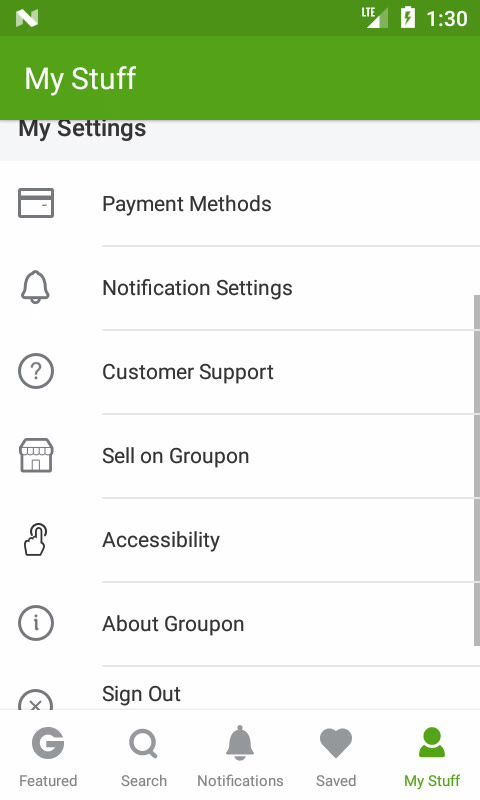 LTE 1:30
My Stuff
My Settings
Payment Methods
Notification Settings
Customer Support
Sell on Groupon
Accessibility
About Groupon
Sign Out
Featured Search Notifications Saved My Stuff